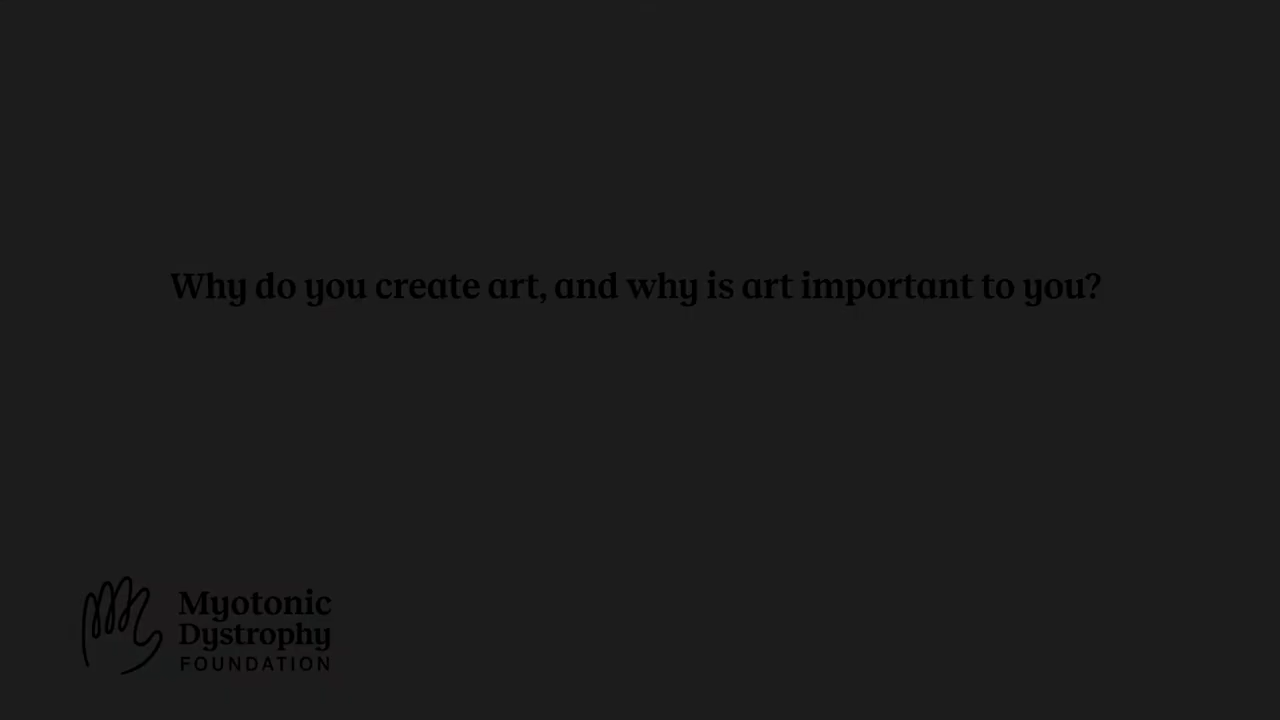 Why do you create art, and why is art important to you?
Myotonic
Dystrophy
FOUNDATION